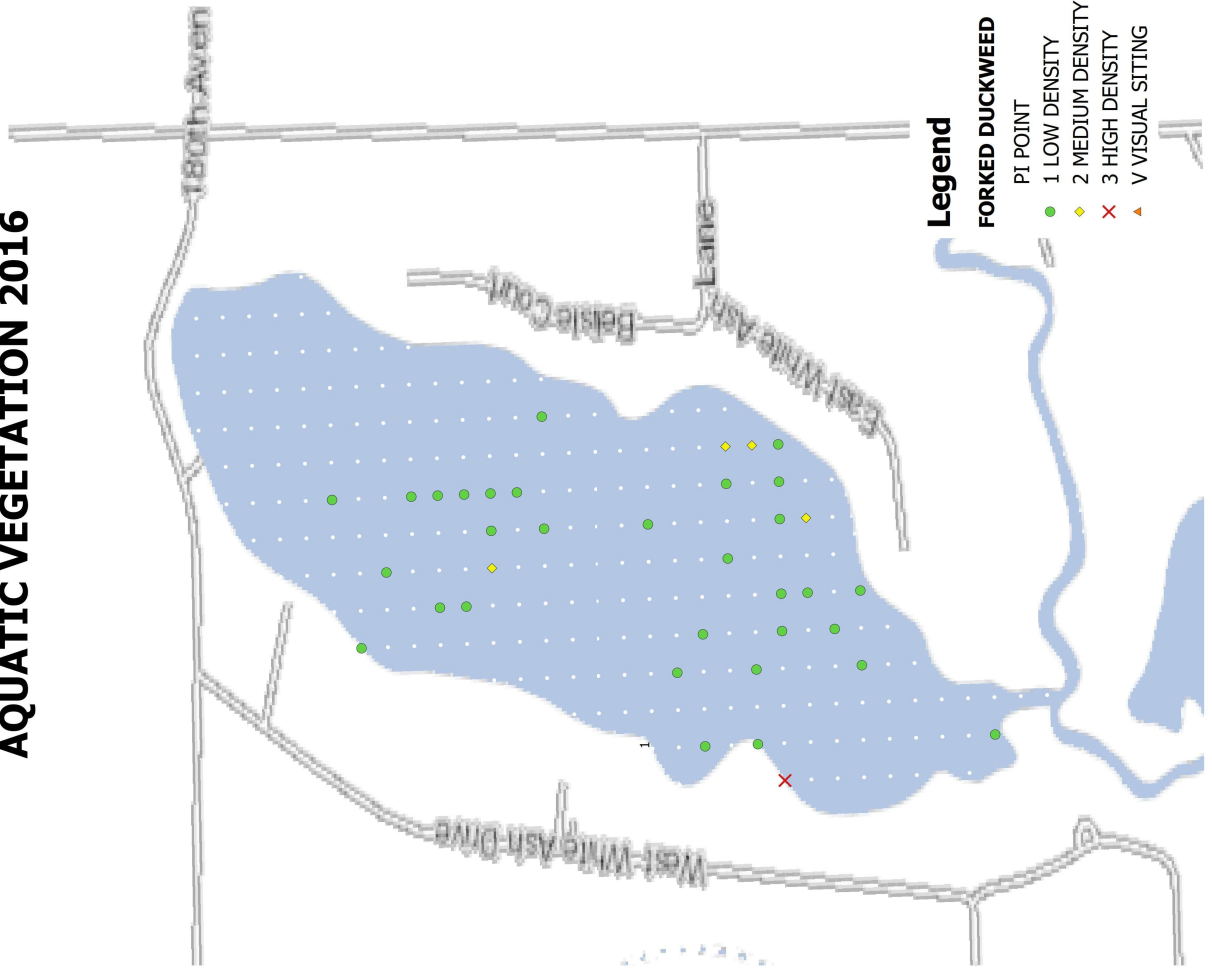 AQUATIC VEGETATION 2016
180th Aven
Belsle Court
Lane
East White Ash
West White Ash Drive
1
Legend
FORKED DUCKWEED
PI POINT
1 LOW DENSITY
2 MEDIUM DENSITY
3 HIGH DENSITY
V VISUAL SITING